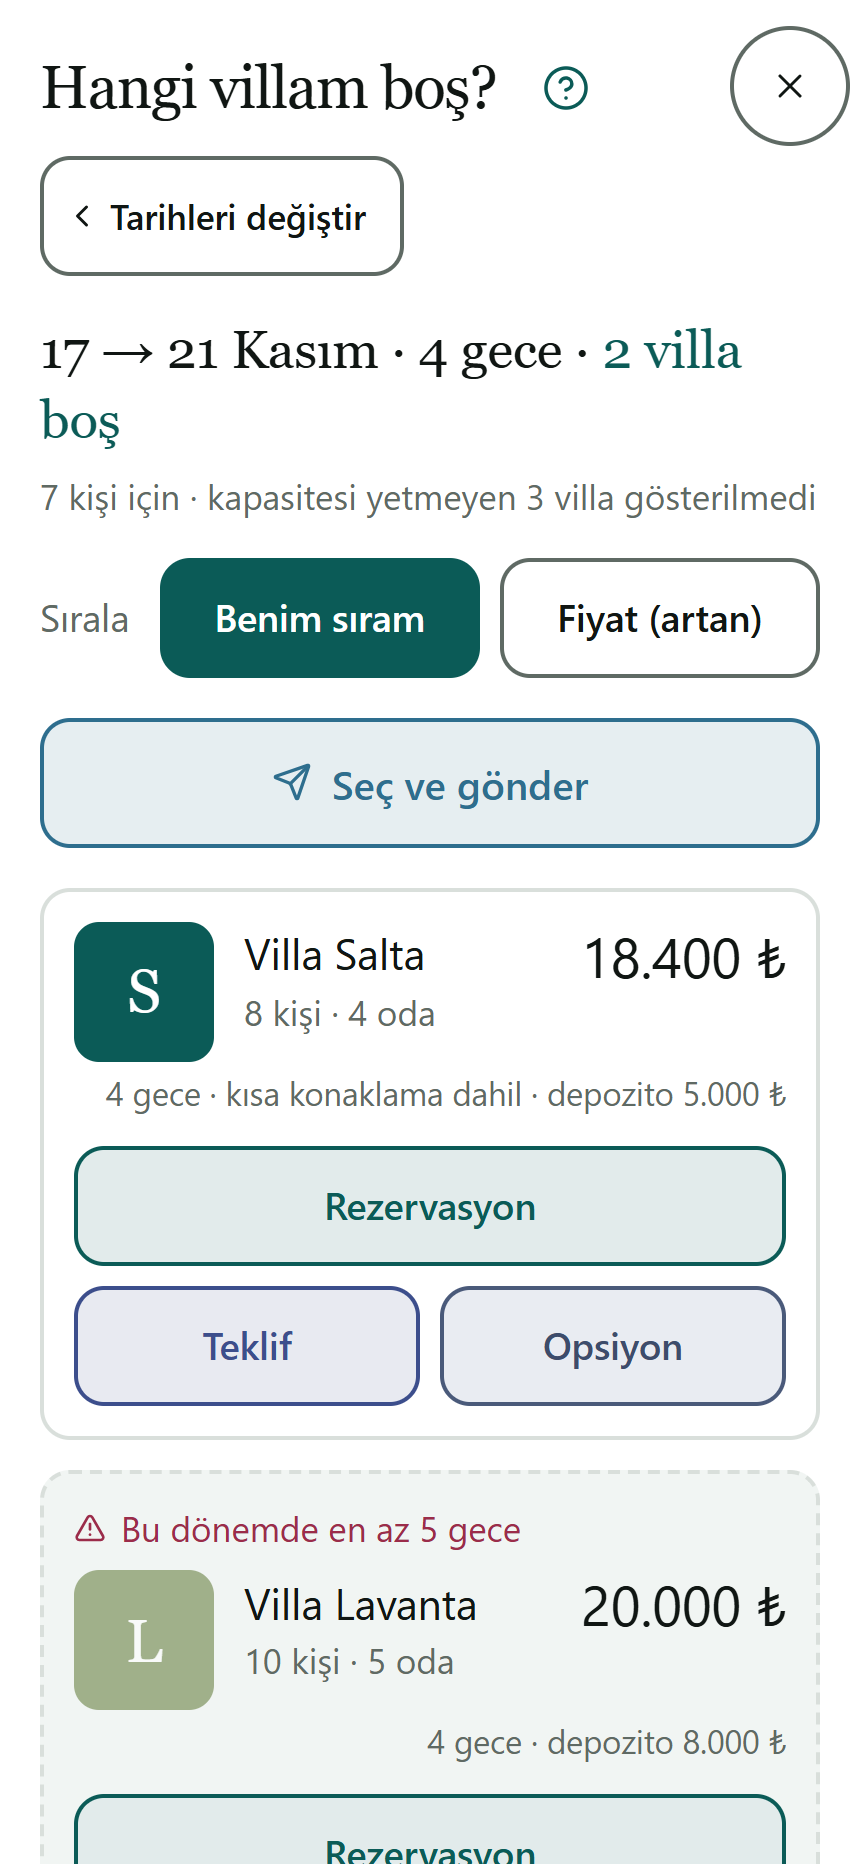 Hangi villam boş?
Tarihleri değiştir
17 → 21 Kasım · 4 gece · 2 villa
boş
7 kişi için · kapasitesi yetmeyen 3 villa gösterilmedi
Sırala
Benim sıram
Fiyat (artan)
Seç ve gönder
S
Villa Salta
18.400 ₺
8 kişi · 4 oda
4 gece · kısa konaklama dahil · depozito 5.000 ₺
Rezervasyon
Teklif
Opsiyon
Bu dönemde en az 5 gece
L
Villa Lavanta
20.000 ₺
10 kişi · 5 oda
4 gece · depozito 8.000 ₺
Rezervasyon